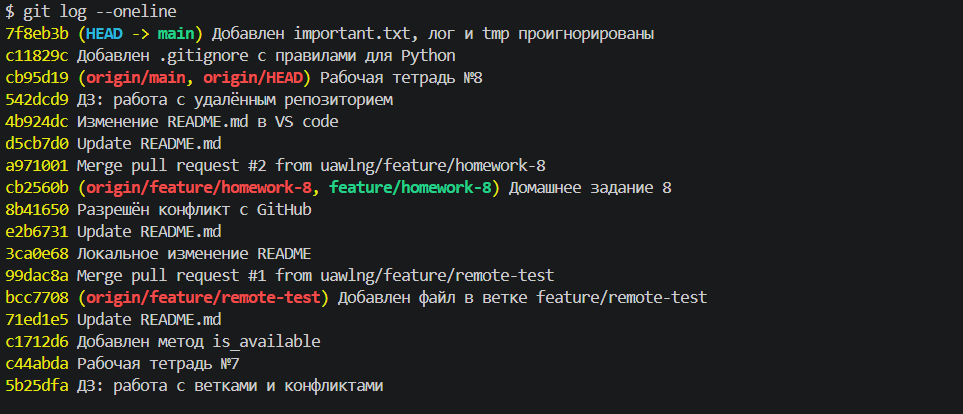 $ git log --oneline
7f8eb3b (HEAD -> main) Добавлен important.txt, лог и tmp проигнорированы
c11829c Добавлен .gitignore с правилами для Python
cb95d19 (origin/main, origin/HEAD) Рабочая тетрадь №8
542dcd9 ДЗ: работа с удалённым репозиторием
4b924dc Изменение README.md в VS code
d5cb7d0 Update README.md
a971001 Merge pull request #2 from uawlng/feature/homework-8
cb2560b (origin/feature/homework-8, feature/homework-8) Домашнее задание 8
8b41650 Разрешён конфликт с GitHub
e2b6731 Update README.md
3ca0e68 Локальное изменение README
99dac8a Merge pull request #1 from uawlng/feature/remote-test
bcc7708 (origin/feature/remote-test) Добавлен файл в ветке feature/remote-test
71ed1e5 Update README.md
c1712d6 Добавлен метод is_available
c44abda Рабочая тетрадь №7
5b25dfa ДЗ: работа с ветками и конфликтами